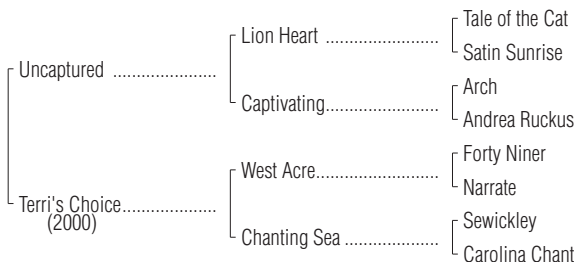 Tale of the Cat
Lion Heart ........................
Satin Sunrise
Uncaptured ......................
Arch
Captivating........................
Andrea Ruckus
Forty Niner
West Acre..........................
Narrate
Terri's Choice....................
(2000)
Sewickley
Chanting Sea ....................
Carolina Chant